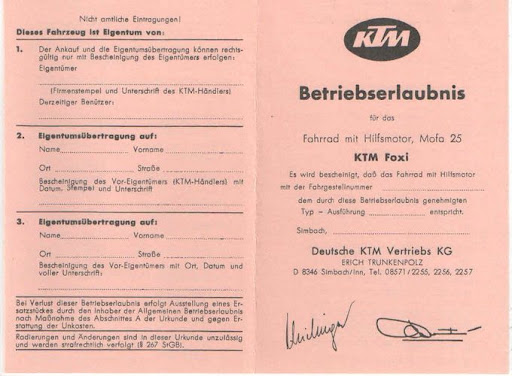 Nicht amtliche Eintragungen!
Dieses Fahrzeug ist Eigentum von:
1. Der Ankauf und die Eigentumsübertragung können rechts-
gültig nur mit Bescheinigung des Eigentümers erfolgen:
Eigentümer
(Firmenstempel und Unterschrift des KTM-Händlers)
Derzeitiger Benützer:
2. Eigentumsübertragung auf:
Name Vorname
Ort Straße
Bescheinigung des Vor-Eigentümers (KTM-Händlers) mit
Datum, Stempel und Unterschrift
3. Eigentumsübertragung auf:
Name Vorname
Ort Straße
Bescheinigung des Vor-Eigentümers mit Ort, Datum und
voller Unterschrift:
Bei Verlust dieser Betriebserlaubnis erfolgt Ausstellung eines Er-
satzstückes durch den Inhaber der Allgemeinen Betriebserlaubnis
nach Maßnahme des Abschnittes A der Urkunde und gegen Er-
stattung der Unkosten.
Radierungen und Änderungen sind in dieser Urkunde unzulässig
und werden strafrechtlich verfolgt (§ 267 StGB).
KTM
Betriebserlaubnis
für das
Fahrrad mit Hilfsmotor, Mofa 25
KTM Foxi
Es wird bescheinigt, daß das Fahrrad mit Hilfsmotor
mit der Fahrgestellnummer
dem durch diese Betriebserlaubnis genehmigten
Typ – Ausführung entspricht.
Simbach,
Deutsche KTM Vertriebs KG
ERICH TRUNKENPOLZ
D 8346 Simbach/Inn, Tel. 08571/2255, 2256, 2257